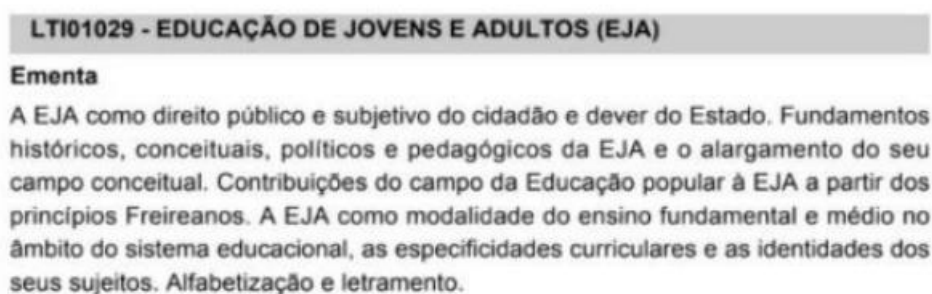 LTI01029 - EDUCAÇÃO DE JOVENS E ADULTOS (EJA)
Ementa
A EJA como direito público e subjetivo do cidadão e dever do Estado. Fundamentos
históricos, conceituais, políticos e pedagógicos da EJA e o alargamento do seu
campo conceitual. Contribuições do campo da Educação popular à EJA a partir dos
princípios Freireanos. A EJA como modalidade do ensino fundamental e médio no
âmbito do sistema educacional, as especificidades curriculares e as identidades dos
seus sujeitos. Alfabetização e letramento.